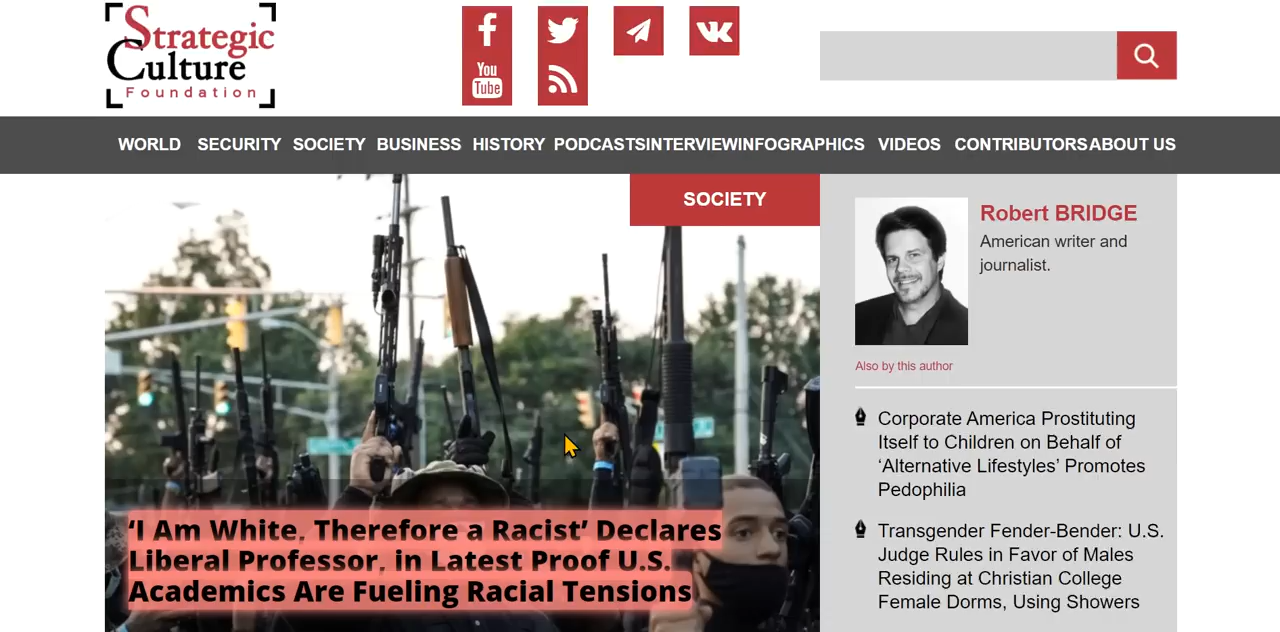 Strategic
Culture
Foundation
You
Tube
WORLD SECURITY SOCIETY BUSINESS HISTORY PODCASTSINTERVIEWINFOGRAPHICS VIDEOS CONTRIBUTORSABOUT US
SOCIETY
‘I Am White, Therefore a Racist’ Declares
Liberal Professor, in Latest Proof U.S.
Academics Are Fueling Racial Tensions
Robert BRIDGE
American writer and
journalist.
Also by this author
Corporate America Prostituting
Itself to Children on Behalf of
‘Alternative Lifestyles’ Promotes
Pedophilia
Transgender Fender-Bender: U.S.
Judge Rules in Favor of Males
Residing at Christian College
Female Dorms, Using Showers